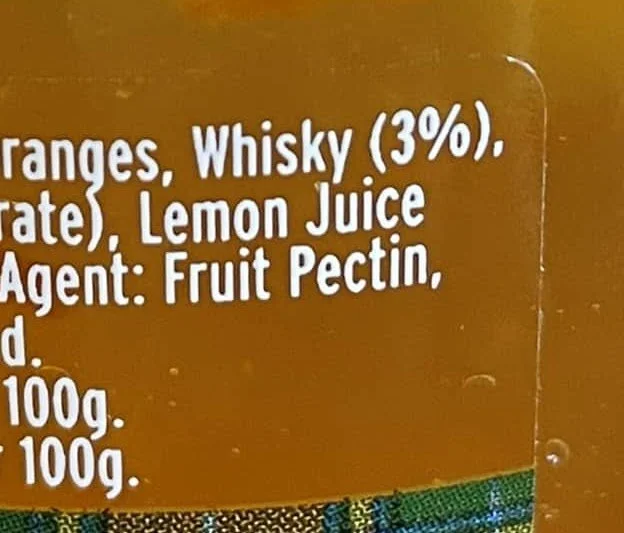 ranges, Whisky (3%),
rate), Lemon Juice
Agent: Fruit Pectin,
d.
100g.
100g.